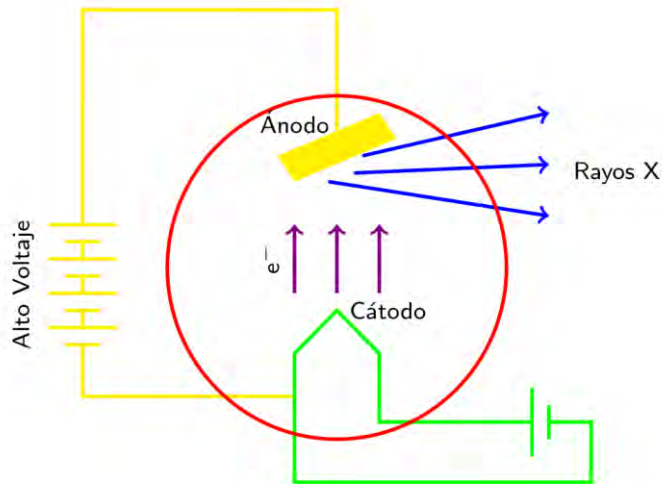 Ánodo
Rayos X
Alto Voltaje
e⁻
Cátodo